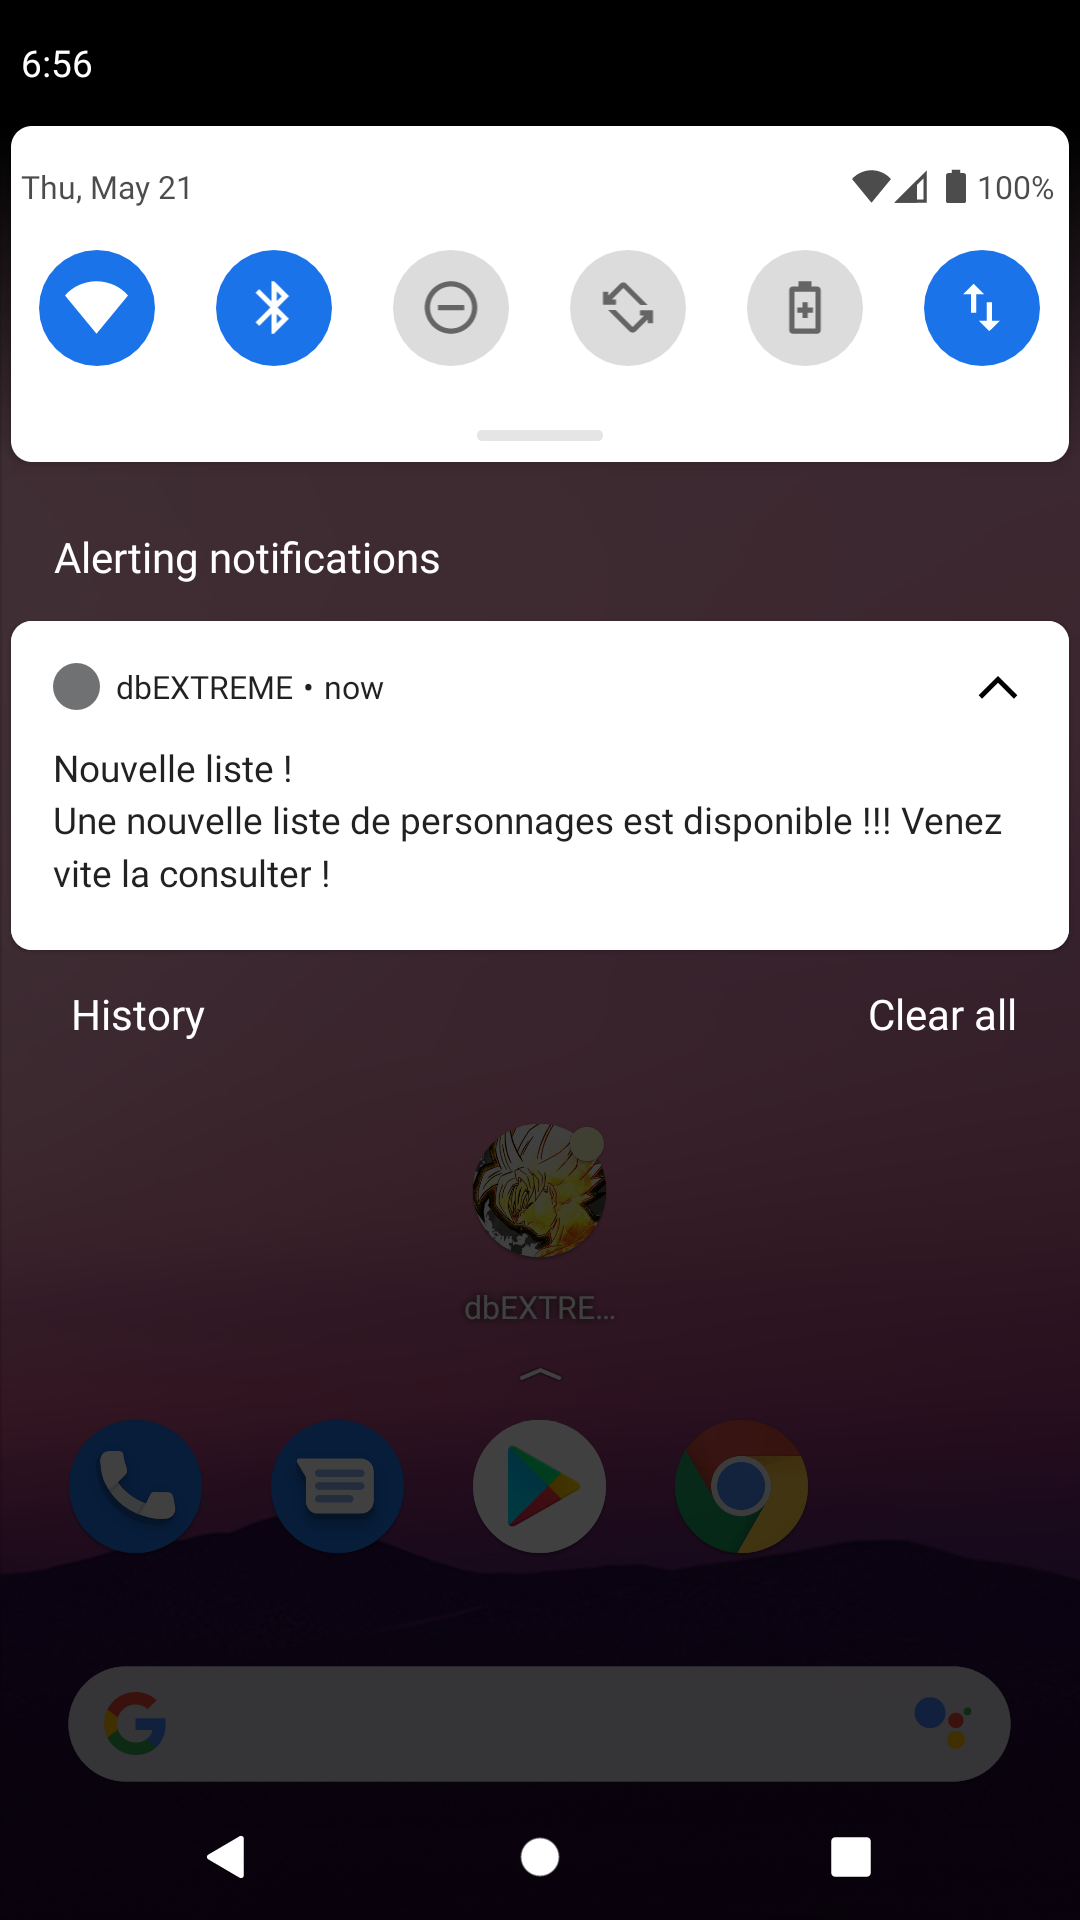 6:56
Thu, May 21
100%
Alerting notifications
dbEXTREME • now
Nouvelle liste !
Une nouvelle liste de personnages est disponible !!! Venez
vite la consulter !
History
Clear all
dbEXTRE...